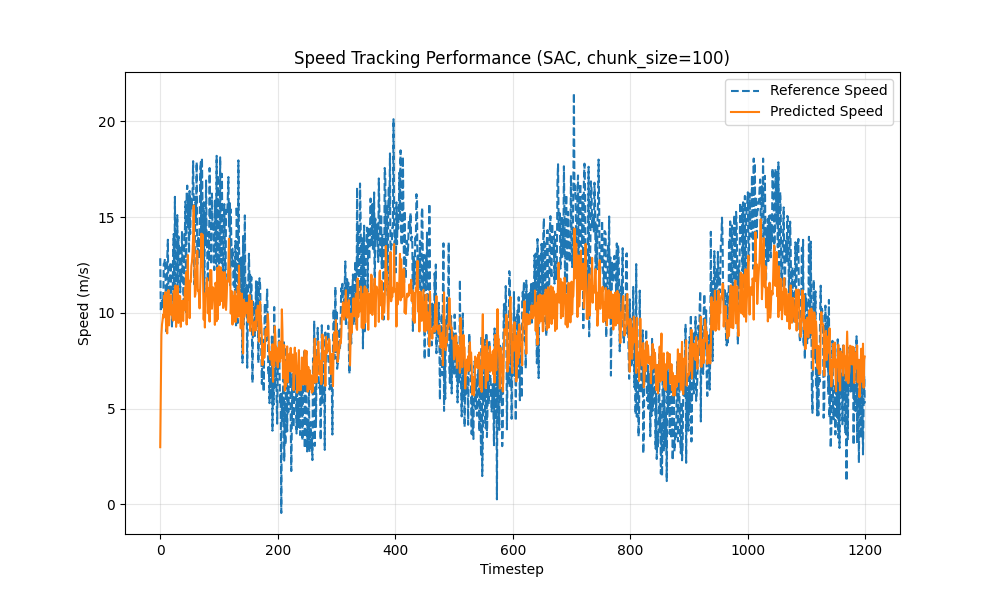 Speed Tracking Performance (SAC, chunk_size=100)
Reference Speed
Predicted Speed
Speed (m/s)
20
15
10
5
0
0 200 400 600 800 1000 1200
Timestep